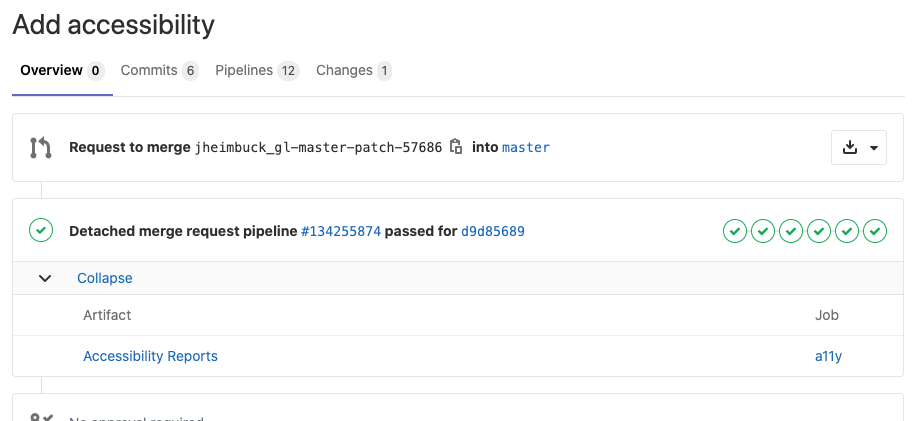 Add accessibility
Overview 0 Commits 6 Pipelines 12 Changes 1
Request to merge jheimbuck_gl-master-patch-57686 into master
Detached merge request pipeline #134255874 passed for d9d85689
Collapse
Artifact Job
Accessibility Reports a11y
No approval required